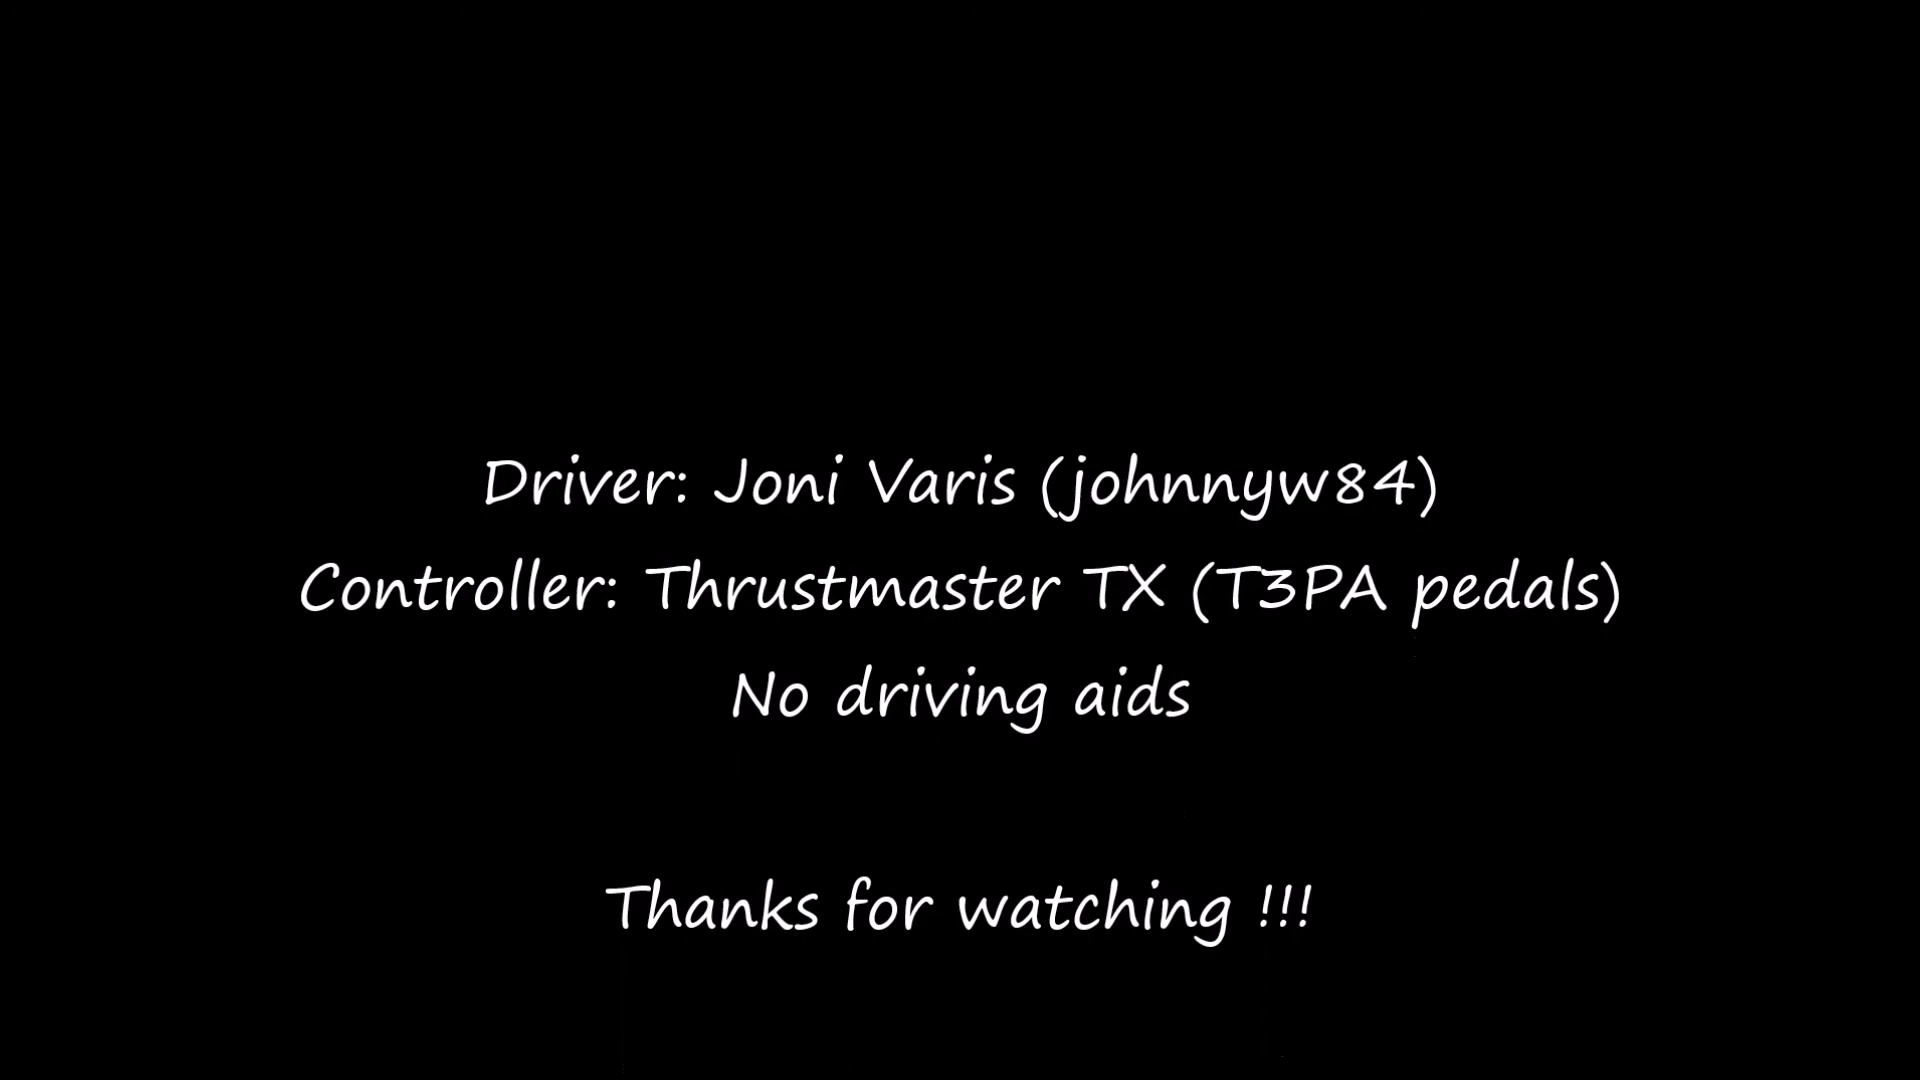 Driver: Joni Varis (johnnyw84)
Controller: Thrustmaster TX (T3PA pedals)
No driving aids
Thanks for watching !!!